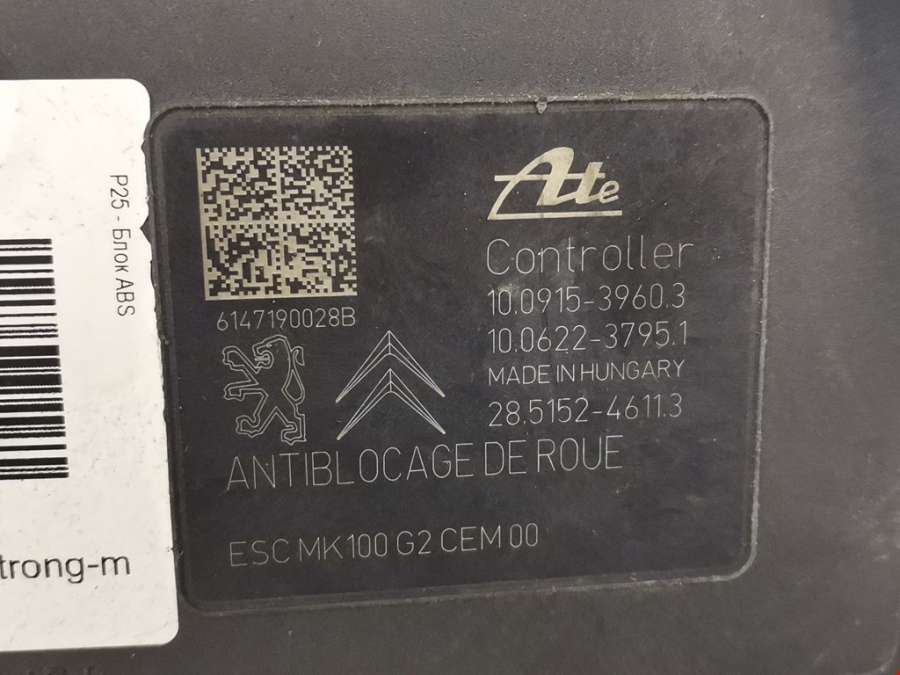 P25 - Блок ABS
trong-m
Ate
Controller
10.0915-3960.3
10.0622-3795.1
MADE IN HUNGARY
28.5152-4611.3
6147190028B
ANTIBLOCAGE DE ROUE
ESC MK100 G2 CEM 00